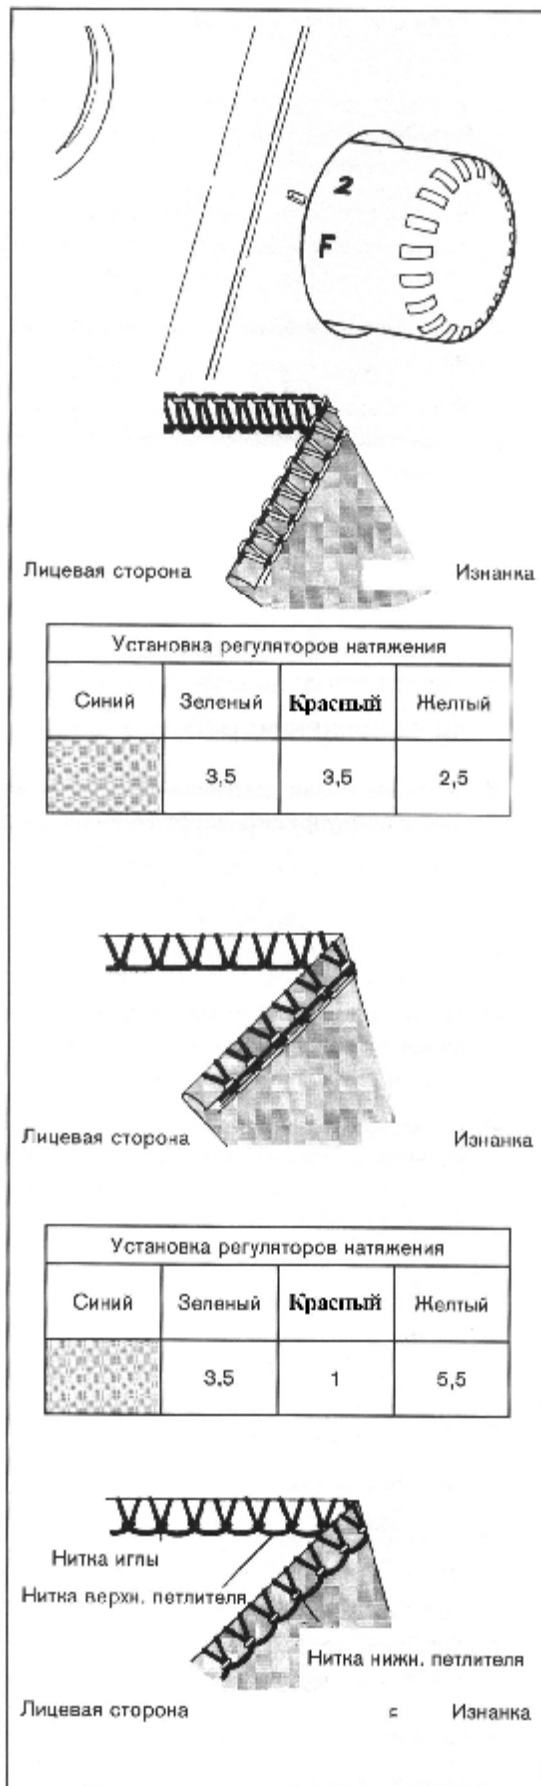 2
F
Лицевая сторона Изнанка
Установка регуляторов натяжения
Синий Зеленый Красный Желтый
3,5 3,5 2,5
Лицевая сторона Изнанка
Установка регуляторов натяжения
Синий Зеленый Красный Желтый
3,5 1 5,5
Нитка иглы
Нитка верхн. петлителя
Нитка нижн. петлителя
Лицевая сторона F Изнанка